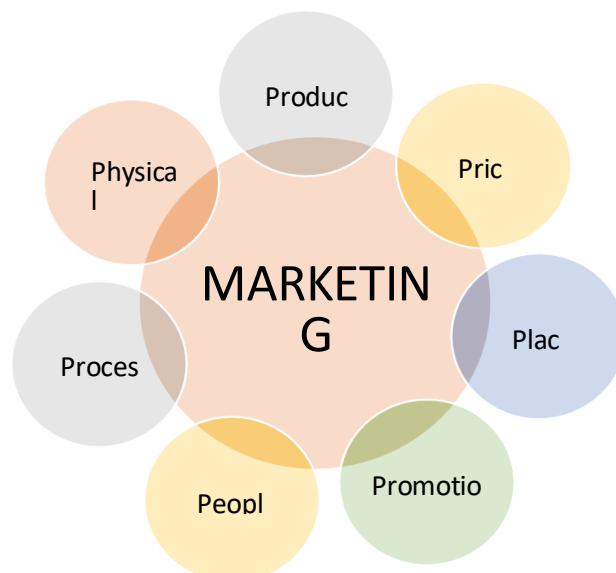 Produc
Pric
Plac
Promotio
Peopl
Proces
Physica
l
MARKETIN
G